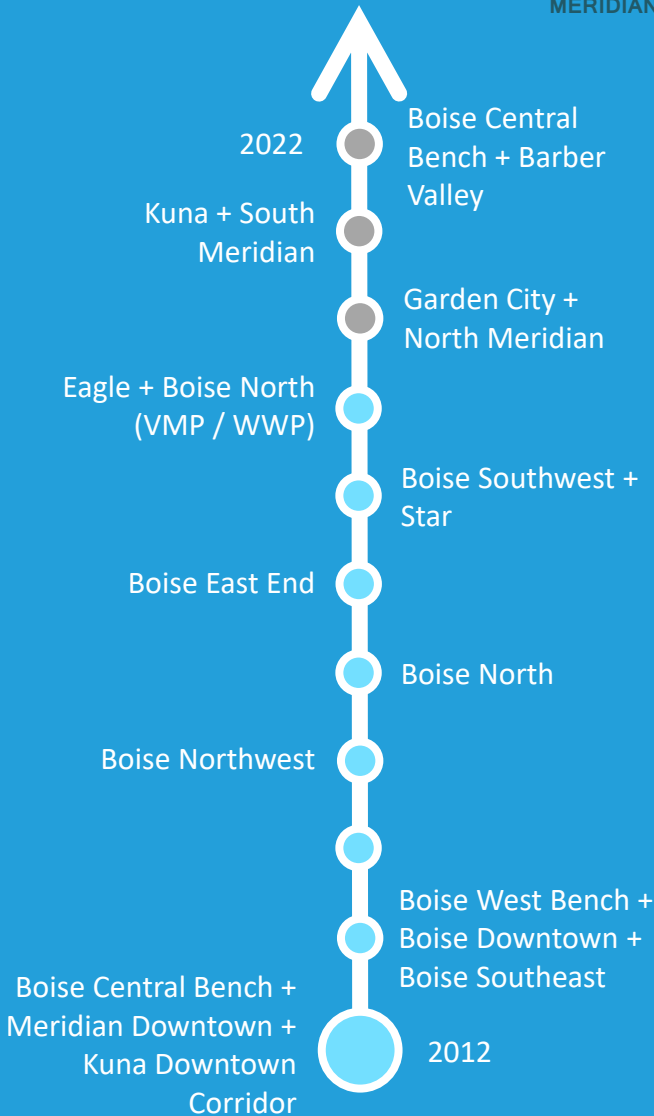 MERIDIAN
2022
Boise Central
Bench + Barber
Valley
Kuna + South
Meridian
Garden City +
North Meridian
Eagle + Boise North
(VMP / WWP)
Boise Southwest +
Star
Boise East End
Boise North
Boise Northwest
Boise West Bench +
Boise Downtown +
Boise Southeast
Boise Central Bench +
Meridian Downtown +
Kuna Downtown
Corridor
2012